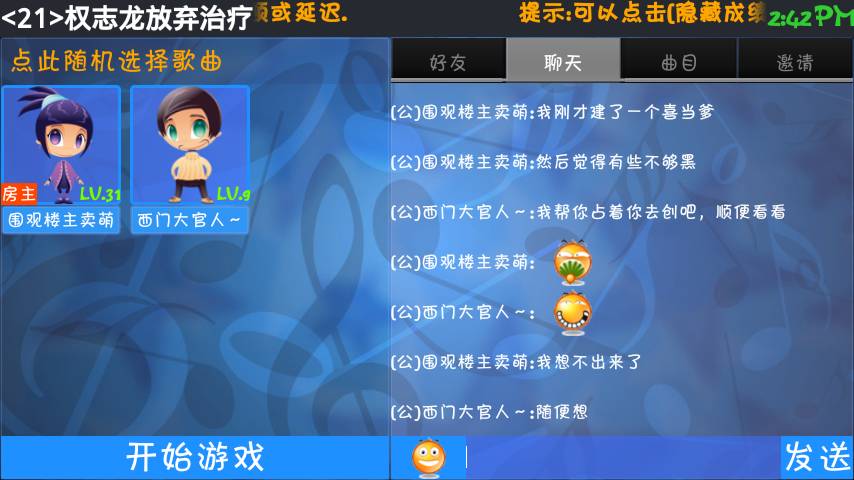 <21>权志龙放弃治疗 或延迟. 提示:可以点击(隐藏成绩 2:42PM
点此随机选择歌曲
好友 聊天 曲目 邀请
房主 LV.31 LV.9
围观楼主卖萌 西门大官人~
(公)围观楼主卖萌:我刚才建了一个喜当爹
(公)围观楼主卖萌:然后觉得有些不够黑
(公)西门大官人~:我帮你占着你去创吧，顺便看看
(公)围观楼主卖萌:
(公)西门大官人~:
(公)围观楼主卖萌:我想不出来了
(公)西门大官人~:随便想
开始游戏 发送